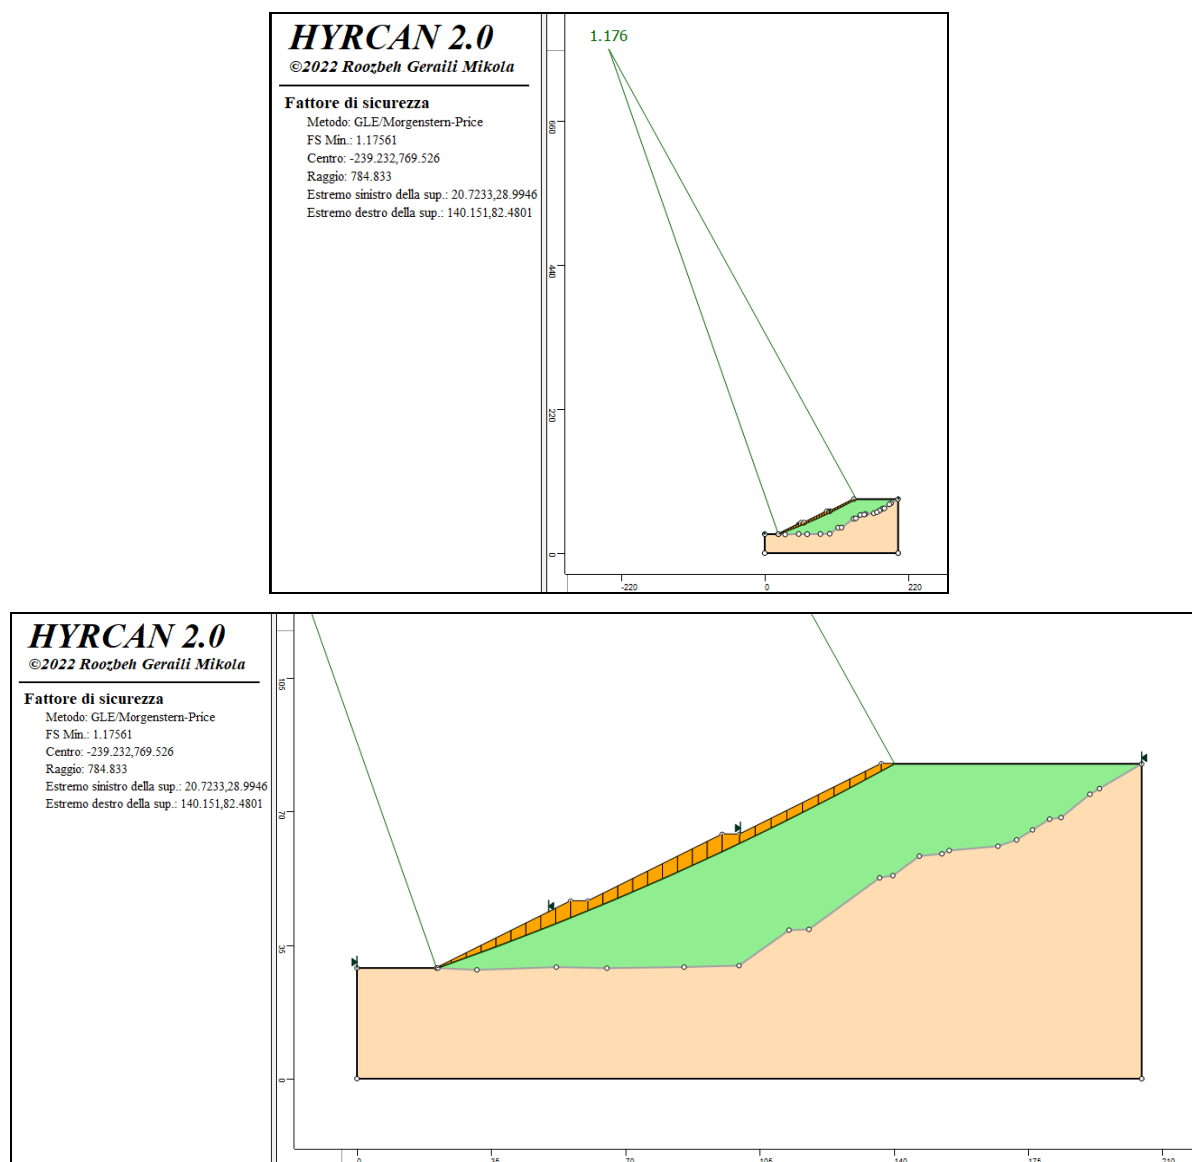 HYRCAN 2.0
©2022 Roozbeh Geraili Mikola
Fattore di sicurezza
Metodo: GLE/Morgenstern-Price
FS Min.: 1.17561
Centro: -239.232,769.526
Raggio: 784.833
Estremo sinistro della sup.: 20.7233,28.9946
Estremo destro della sup.: 140.151,82.4801
1.176
660
440
220
0
-220
0
220
HYRCAN 2.0
©2022 Roozbeh Geraili Mikola
Fattore di sicurezza
Metodo: GLE/Morgenstern-Price
FS Min.: 1.17561
Centro: -239.232,769.526
Raggio: 784.833
Estremo sinistro della sup.: 20.7233,28.9946
Estremo destro della sup.: 140.151,82.4801
105
70
35
0
0
35
70
105
140
175
210